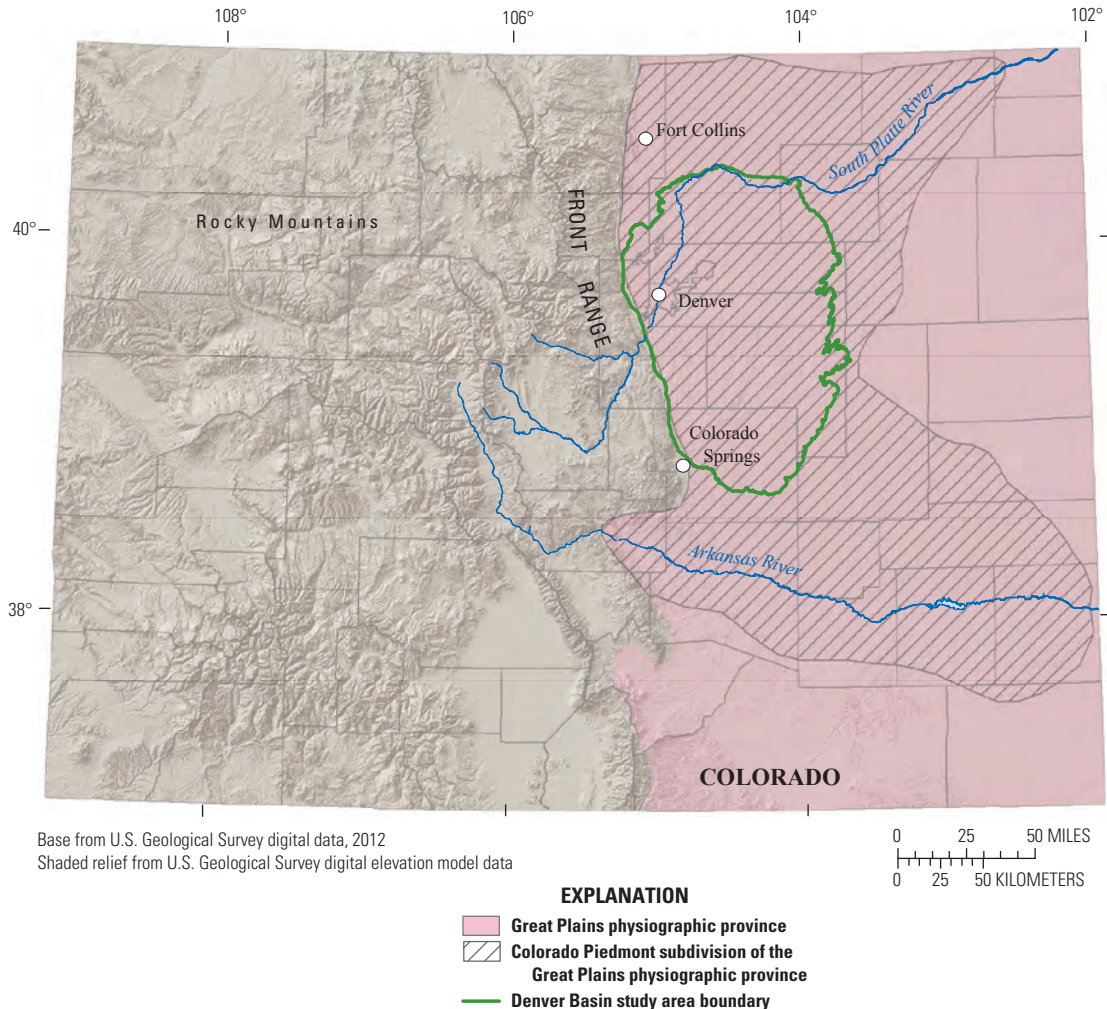 108°
106°
104°
102°
Fort Collins
South Platte River
FRONT RANGE
Rocky Mountains
40°
Denver
Colorado
Springs
Arkansas River
38°
COLORADO
Base from U.S. Geological Survey digital data, 2012
Shaded relief from U.S. Geological Survey digital elevation model data
0 25 50 MILES
0 25 50 KILOMETERS
EXPLANATION
Great Plains physiographic province
Colorado Piedmont subdivision of the
Great Plains physiographic province
Denver Basin study area boundary